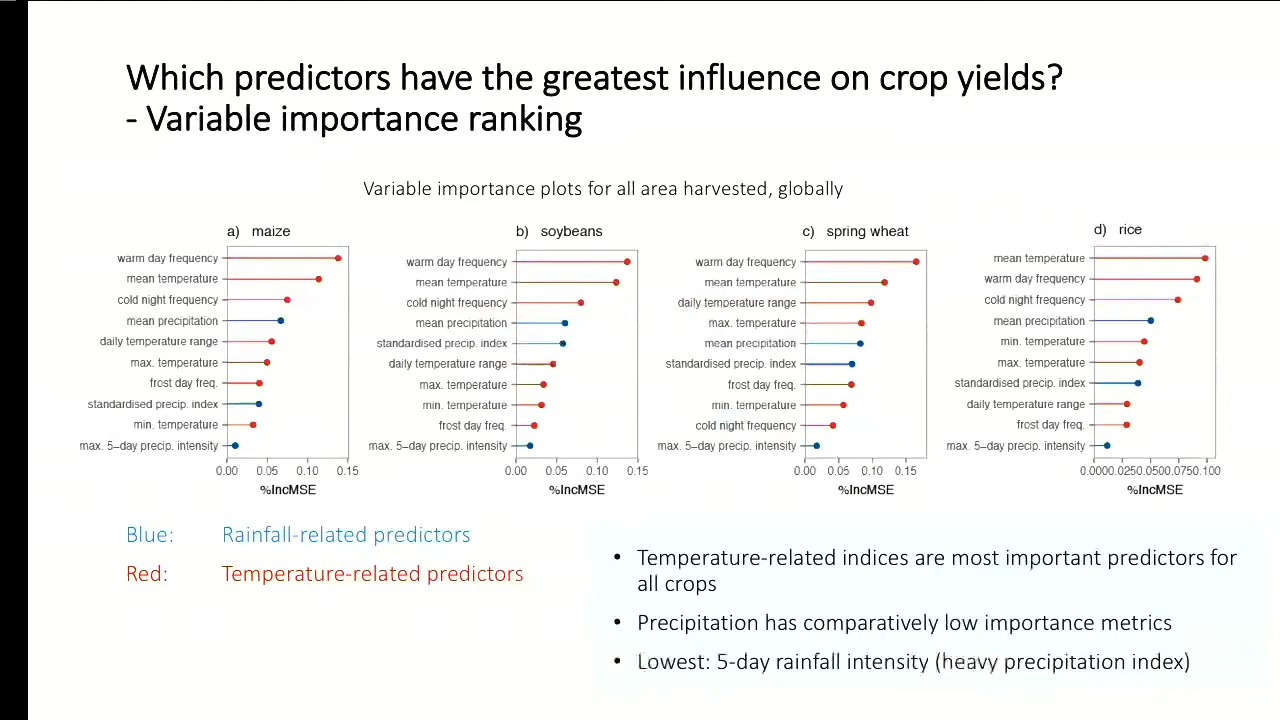 Which predictors have the greatest influence on crop yields?
- Variable importance ranking
Variable importance plots for all area harvested, globally
a) maize
warm day frequency
mean temperature
cold night frequency
mean precipitation
daily temperature range
max. temperature
frost day freq.
standardised precip. index
min. temperature
max. 5–day precip. intensity
0.00 0.05 0.10 0.15
%IncMSE
b) soybeans
warm day frequency
mean temperature
cold night frequency
mean precipitation
standardised precip. index
daily temperature range
max. temperature
min. temperature
frost day freq.
max. 5–day precip. intensity
0.00 0.05 0.10 0.15
%IncMSE
c) spring wheat
warm day frequency
mean temperature
daily temperature range
max. temperature
mean precipitation
standardised precip. index
frost day freq.
min. temperature
cold night frequency
max. 5–day precip. intensity
0.00 0.05 0.10 0.15
%IncMSE
d) rice
mean temperature
warm day frequency
cold night frequency
mean precipitation
min. temperature
max. temperature
standardised precip. index
daily temperature range
frost day freq.
max. 5–day precip. intensity
0.000 0.025 0.050 0.075 0.100
%IncMSE
Blue: Rainfall-related predictors
Red: Temperature-related predictors
• Temperature-related indices are most important predictors for
all crops
• Precipitation has comparatively low importance metrics
• Lowest: 5-day rainfall intensity (heavy precipitation index)